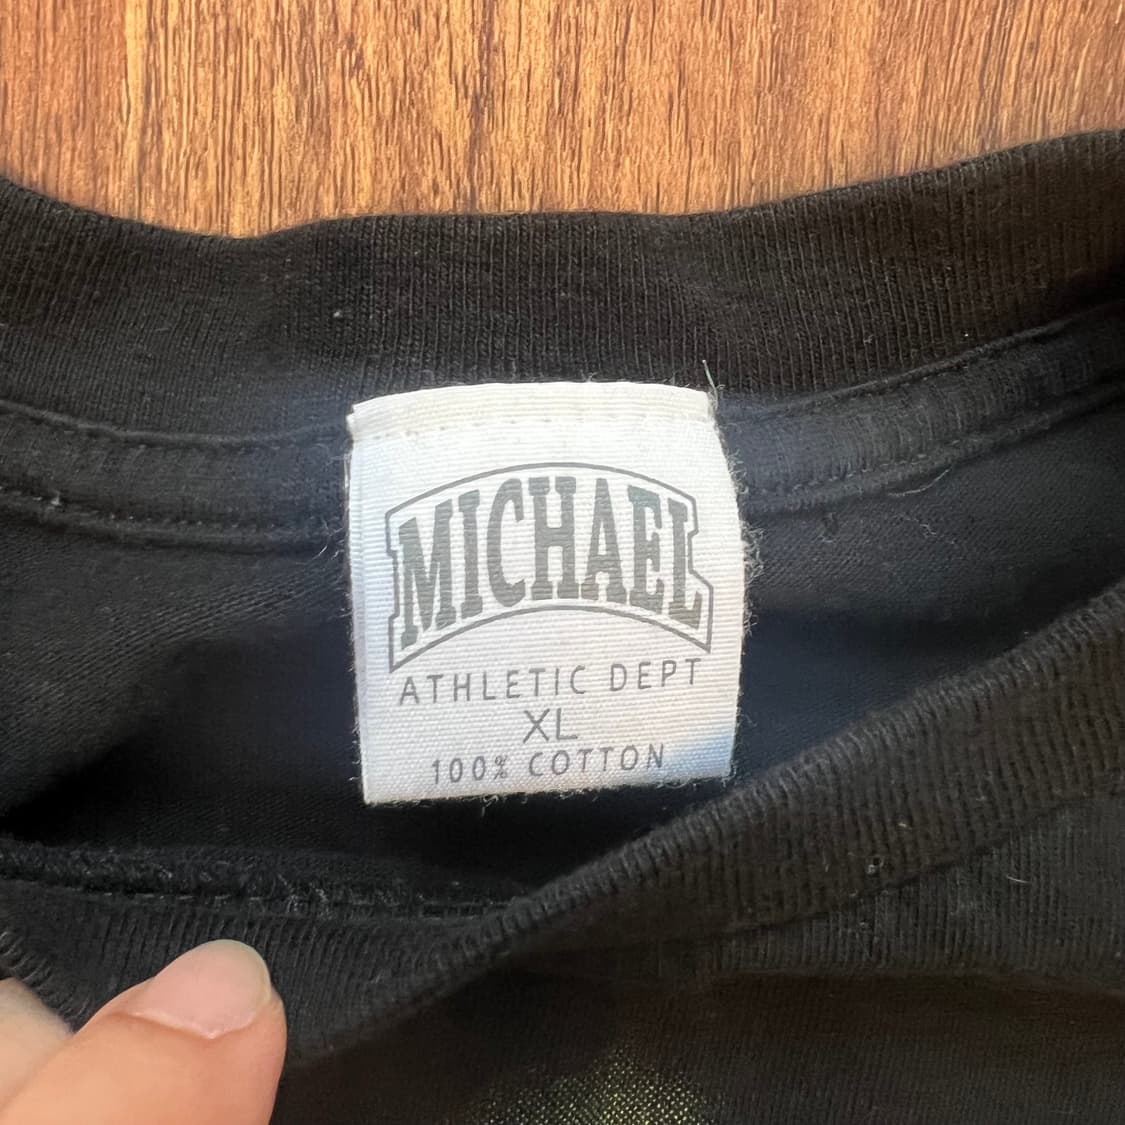 MICHAEL
ATHLETIC DEPT
XL
100% COTTON